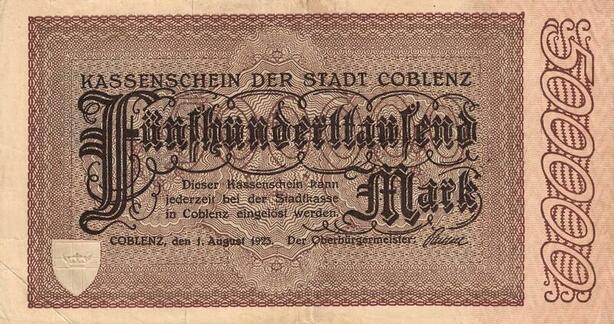 KASSENSCHEIN DER STADT COBLENZ
Fünfhunderttausend
Mark
Dieser Kassenschein kann
jederzeit bei der Stadtkasse
in Coblenz eingelöst werden.
COBLENZ, den 1. August 1923. Der Oberbürgermeister:
500000